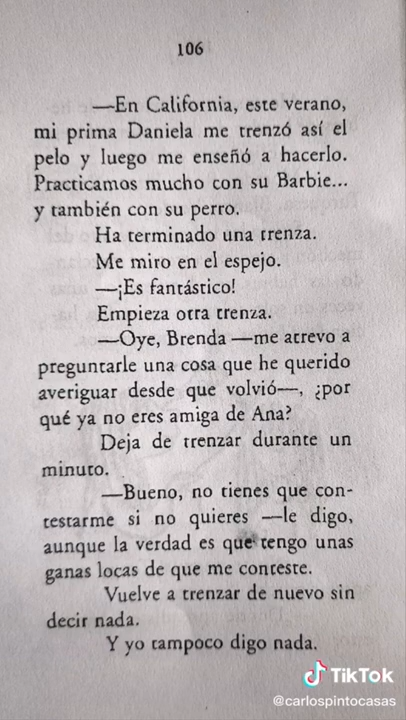 106
—En California, este verano,
mi prima Daniela me trenzó así el
pelo y luego me enseñó a hacerlo.
Practicamos mucho con su Barbie...
y también con su perro.
Ha terminado una trenza.
Me miro en el espejo.
—¡Es fantástico!
Empieza otra trenza.
—Oye, Brenda —me atrevo a
preguntarle una cosa que he querido
averiguar desde que volvió—, ¿por
qué ya no eres amiga de Ana?
Deja de trenzar durante un
minuto.
—Bueno, no tienes que con-
testarme si no quieres —le digo,
aunque la verdad es que tengo unas
ganas locas de que me conteste.
Vuelve a trenzar de nuevo sin
decir nada.
Y yo tampoco digo nada.
TikTok
@carlospintocasas